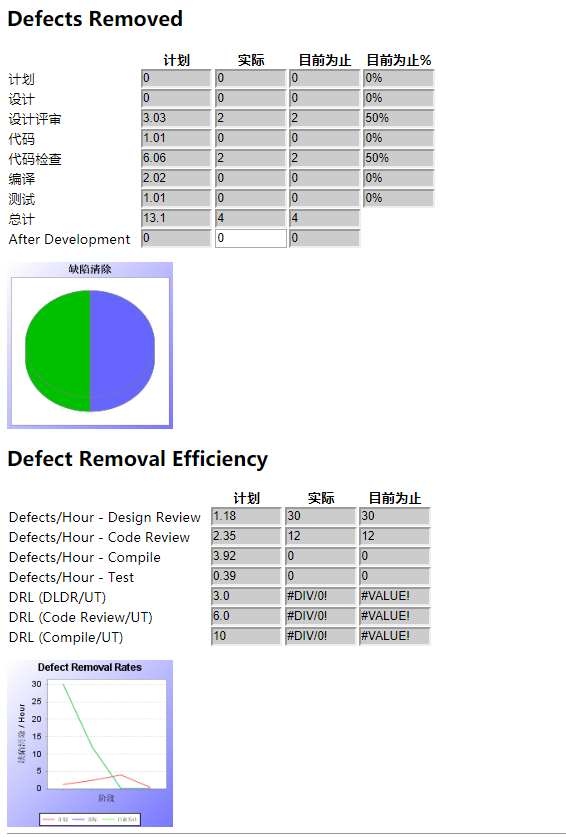 Defects Removed
计划 实际 目前为止 目前为止%
计划 0 0 0 0%
设计 0 0 0 0%
设计评审 3.03 2 2 50%
代码 1.01 0 0 0%
代码检查 6.06 2 2 50%
编译 2.02 0 0 0%
测试 1.01 0 0 0%
总计 13.1 4 4
After Development 0 0 0
缺陷清除
Defect Removal Efficiency
计划 实际 目前为止
Defects/Hour - Design Review 1.18 30 30
Defects/Hour - Code Review 2.35 12 12
Defects/Hour - Compile 3.92 0 0
Defects/Hour - Test 0.39 0 0
DRL (DLDR/UT) 3.0 #DIV/0! #VALUE!
DRL (Code Review/UT) 6.0 #DIV/0! #VALUE!
DRL (Compile/UT) 10 #DIV/0! #VALUE!
Defect Removal Rates
缺陷清除 / Hour
30
25
20
15
10
5
0
阶段
计划 实际 目前为止